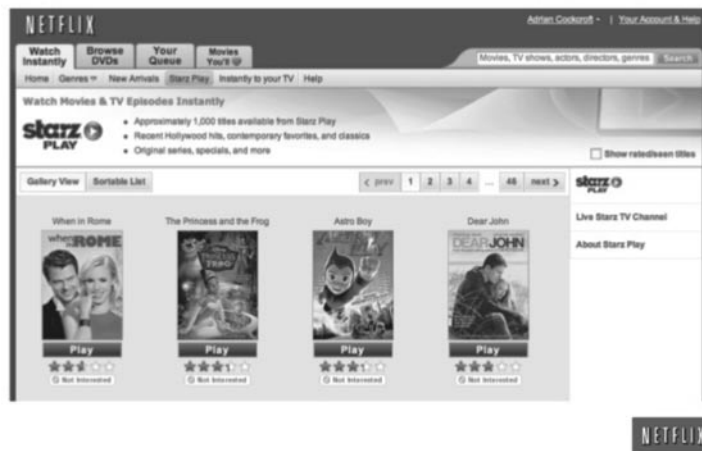 NETFLIX
Adrian Cockcroft - | Your Account & Help
Watch Instantly
Browse DVDs
Your Queue
Movies You'll
Movies, TV shows, actors, directors, genres Search
Home Genres New Arrivals Starz Play Instantly to your TV Help
Watch Movies & TV Episodes Instantly
starz PLAY
• Approximately 1,000 titles available from Starz Play
• Recent Hollywood hits, contemporary favorites, and classics
• Original series, specials, and more
Show rated/seen titles
Gallery View Sortable List
< prev 1 2 3 4 ... 46 next >
starz PLAY
Live Starz TV Channel
About Starz Play
When in Rome The Princess and the Frog Astro Boy Dear John
when in ROME
PRINCESS FROG
DEAR JOHN
Play Play Play Play
Not Interested Not Interested Not Interested Not Interested
NETFLIX